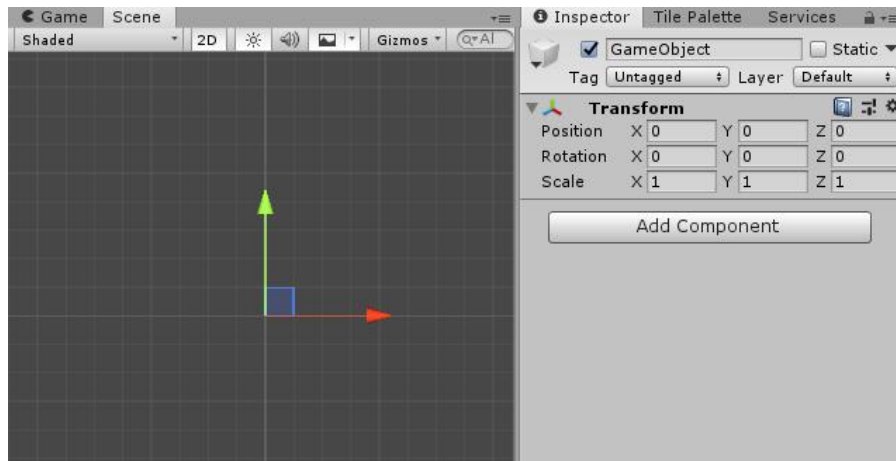 Game Scene
Shaded 2D Gizmos Al
Inspector Tile Palette Services
GameObject Static
Tag Untagged Layer Default
Transform
Position X 0 Y 0 Z 0
Rotation X 0 Y 0 Z 0
Scale X 1 Y 1 Z 1
Add Component